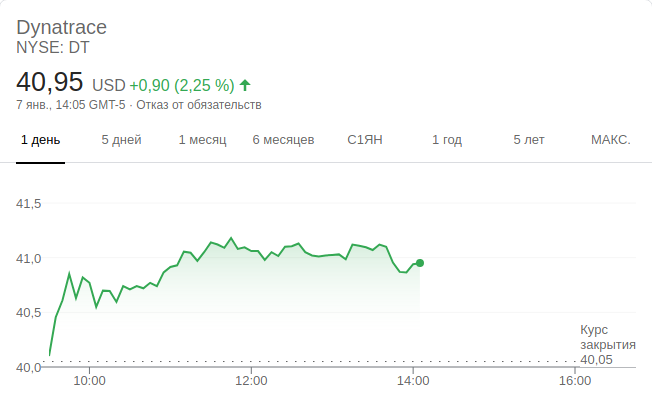 Dynatrace
NYSE: DT
40,95 USD +0,90 (2,25 %)
7 янв., 14:05 GMT-5 · Отказ от обязательств
1 день 5 дней 1 месяц 6 месяцев С1ЯН 1 год 5 лет МАКС.
41,5
41,0
40,5
Курс
закрытия
40,05
40,0
10:00 12:00 14:00 16:00